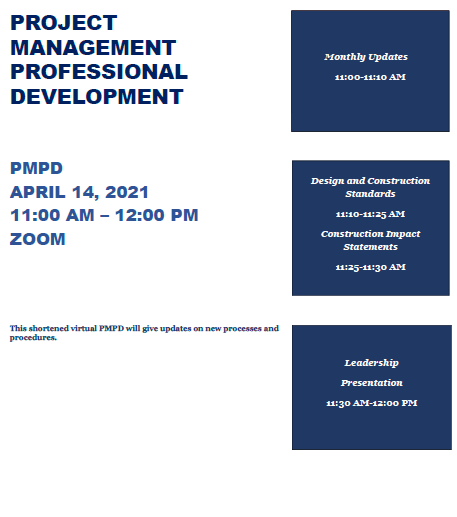 PROJECT
MANAGEMENT
PROFESSIONAL
DEVELOPMENT
PMPD
APRIL 14, 2021
11:00 AM – 12:00 PM
ZOOM
This shortened virtual PMPD will give updates on new processes and
procedures.
Monthly Updates
11:00-11:10 AM
Design and Construction
Standards
11:10-11:25 AM
Construction Impact
Statements
11:25-11:30 AM
Leadership
Presentation
11:30 AM-12:00 PM